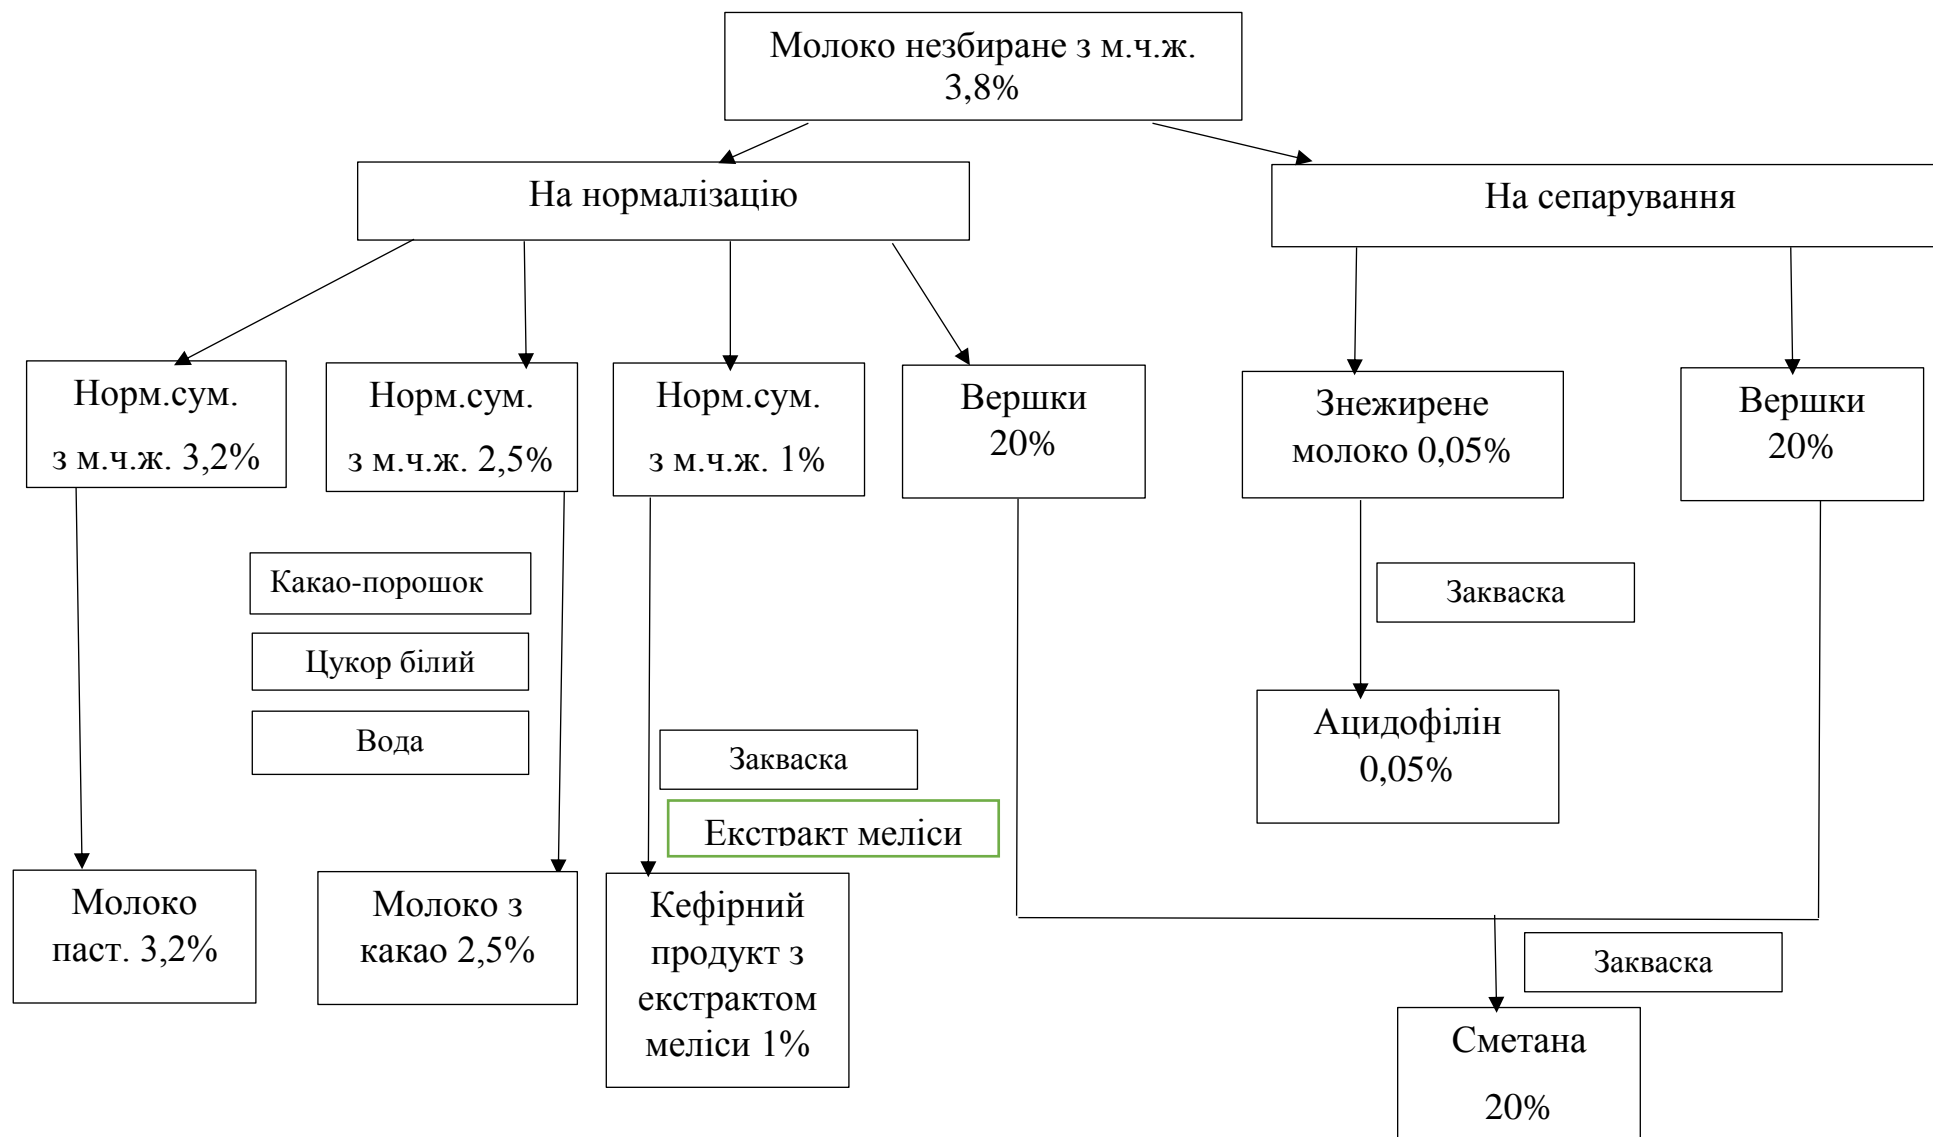 Молоко незбиране з м.ч.ж.
3,8%
На нормалізацію
На сепарування
Норм.сум.
з м.ч.ж. 3,2%
Норм.сум.
з м.ч.ж. 2,5%
Норм.сум.
з м.ч.ж. 1%
Вершки
20%
Знежирене
молоко 0,05%
Вершки
20%
Какао-порошок
Цукор білий
Вода
Закваска
Екстракт меліси
Закваска
Ацидофілін
0,05%
Молоко
паст. 3,2%
Молоко з
какао 2,5%
Кефірний
продукт з
екстрактом
меліси 1%
Закваска
Сметана
20%